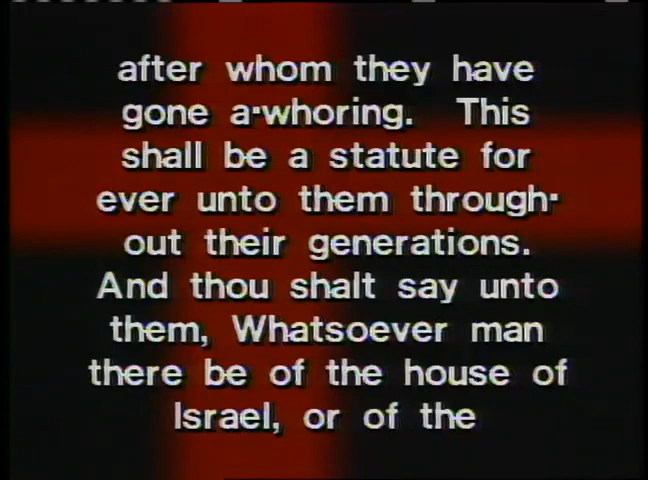 after whom they have
gone a-whoring. This
shall be a statute for
ever unto them through-
out their generations.
And thou shalt say unto
them, Whatsoever man
there be of the house of
Israel, or of the